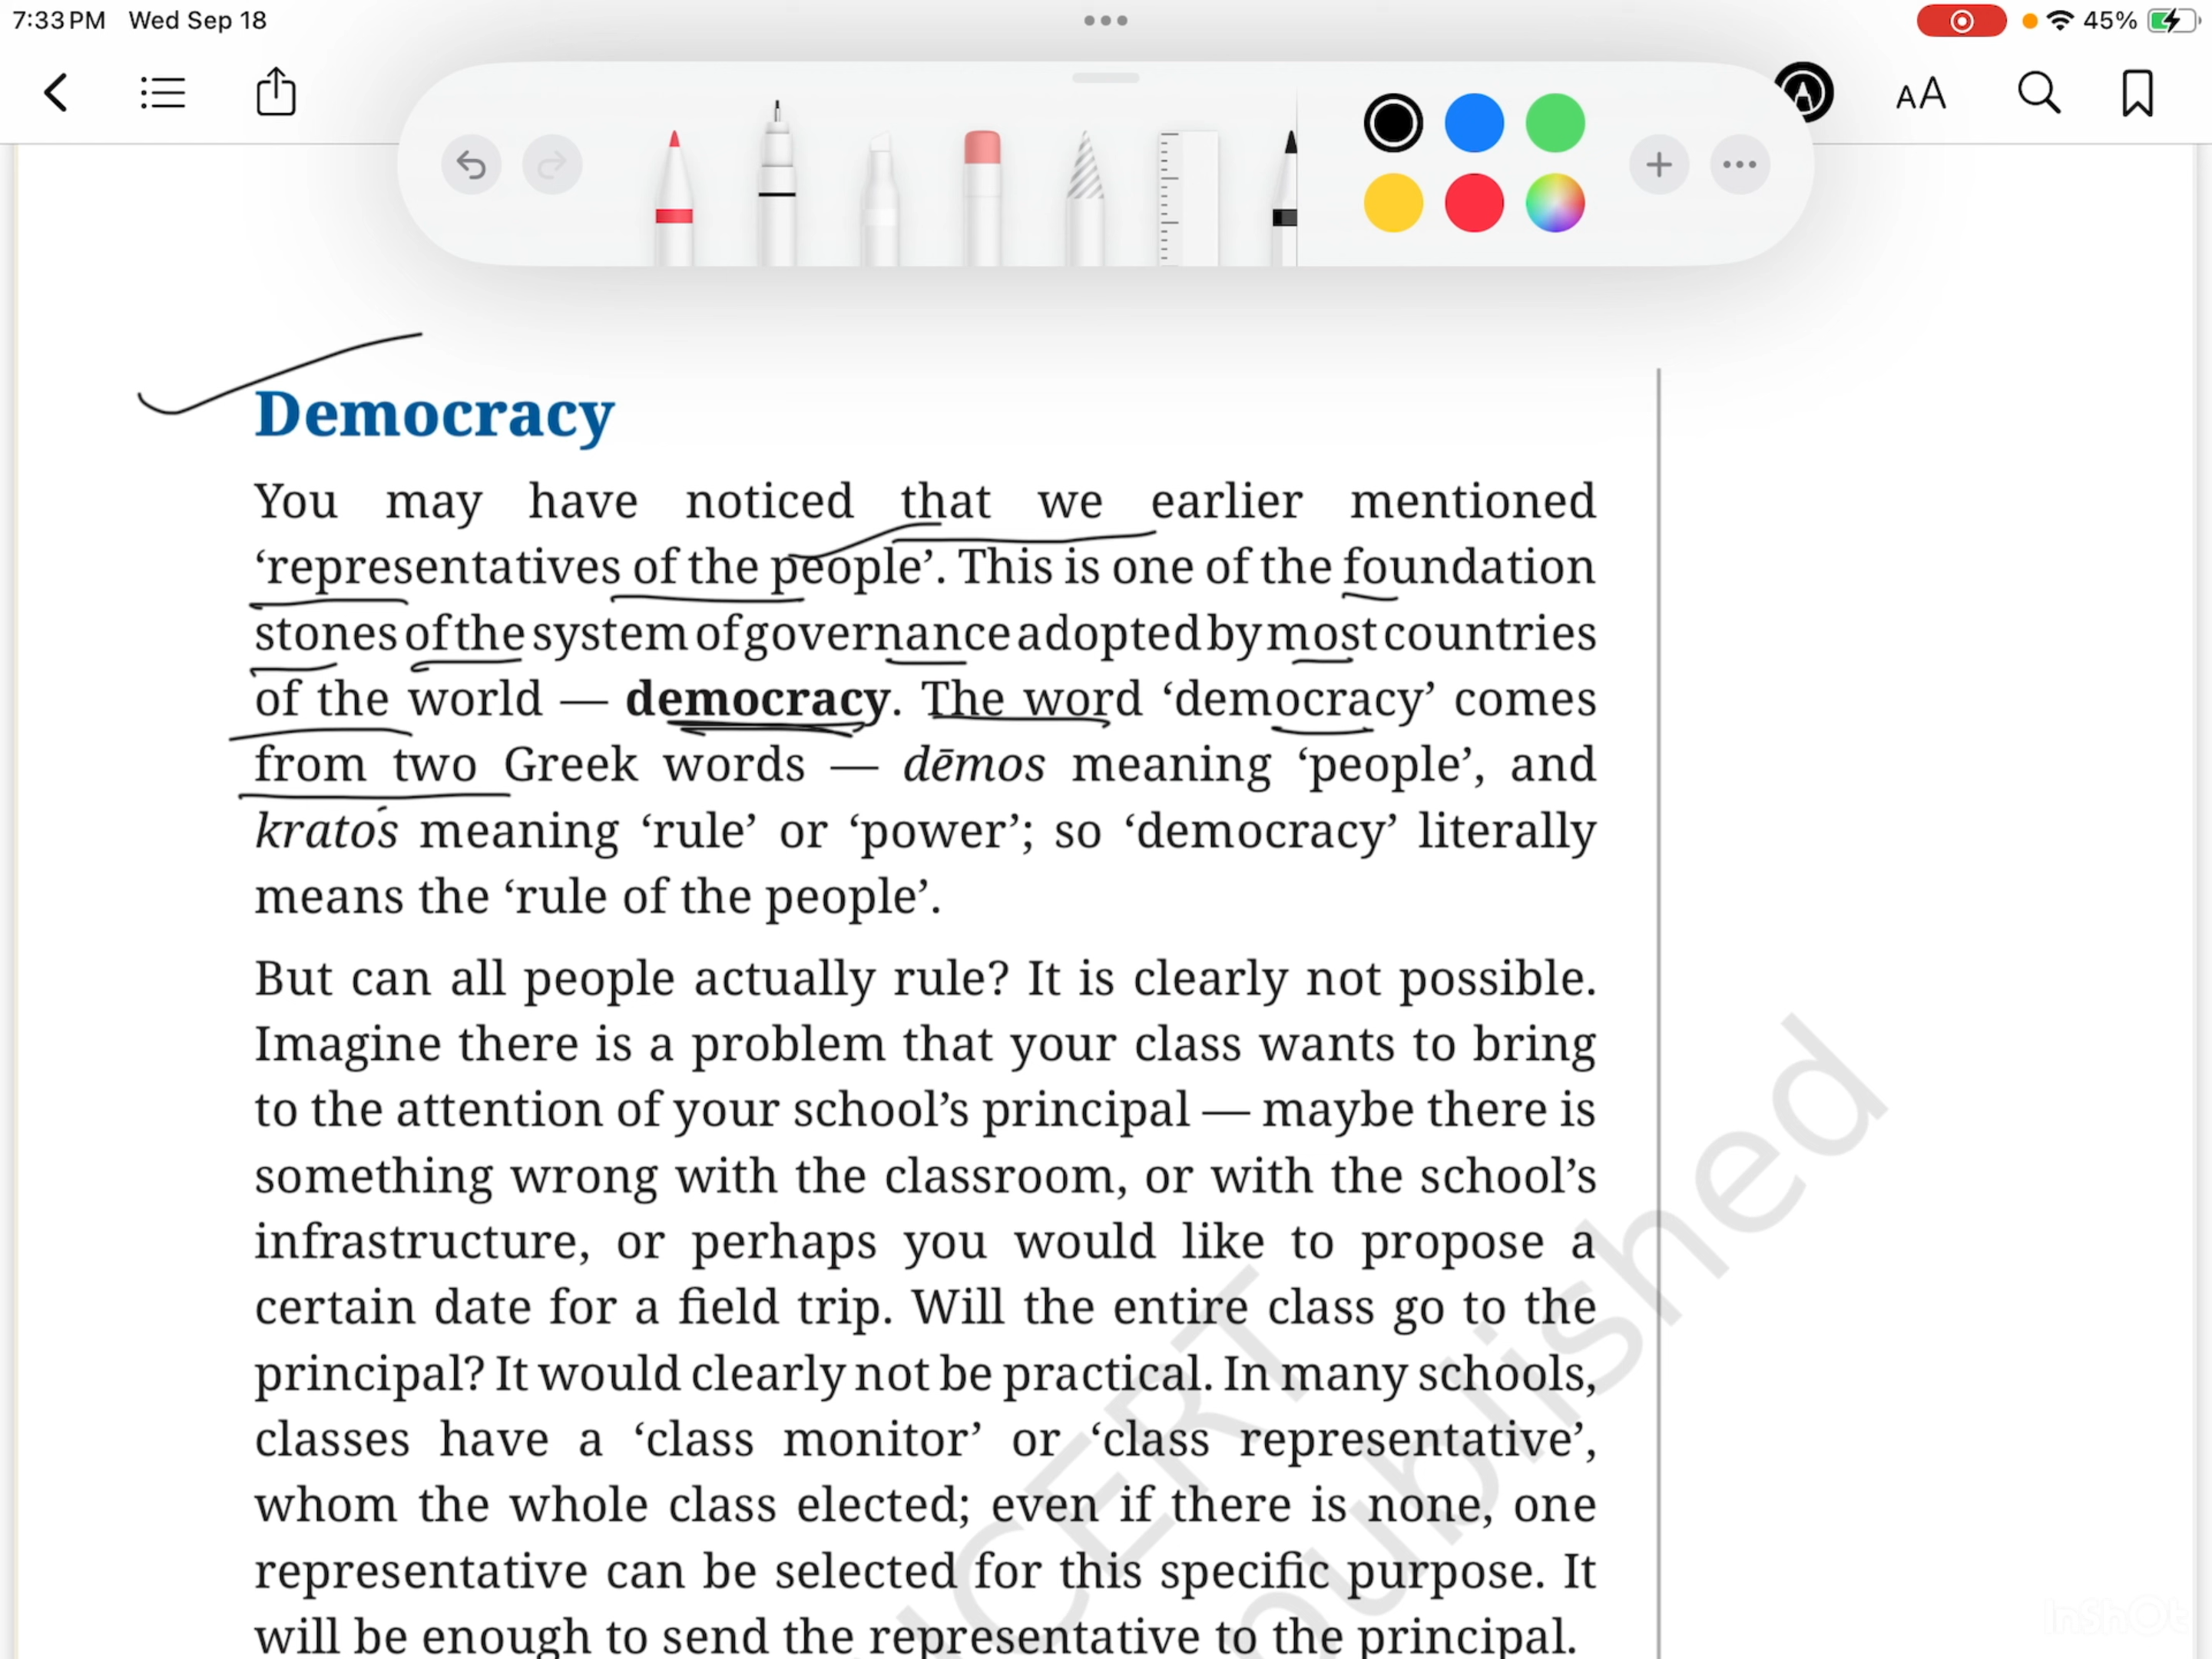 7:33 PM Wed Sep 18
45%
AA
Democracy
You may have noticed that we earlier mentioned
‘representatives of the people’. This is one of the foundation
stones of the system of governance adopted by most countries
of the world — democracy. The word ‘democracy’ comes
from two Greek words — dēmos meaning ‘people’, and
kratos meaning ‘rule’ or ‘power’; so ‘democracy’ literally
means the ‘rule of the people’.
But can all people actually rule? It is clearly not possible.
Imagine there is a problem that your class wants to bring
to the attention of your school’s principal — maybe there is
something wrong with the classroom, or with the school’s
infrastructure, or perhaps you would like to propose a
certain date for a field trip. Will the entire class go to the
principal? It would clearly not be practical. In many schools,
classes have a ‘class monitor’ or ‘class representative’,
whom the whole class elected; even if there is none, one
representative can be selected for this specific purpose. It
will be enough to send the representative to the principal.
NCERT
published
InShOt